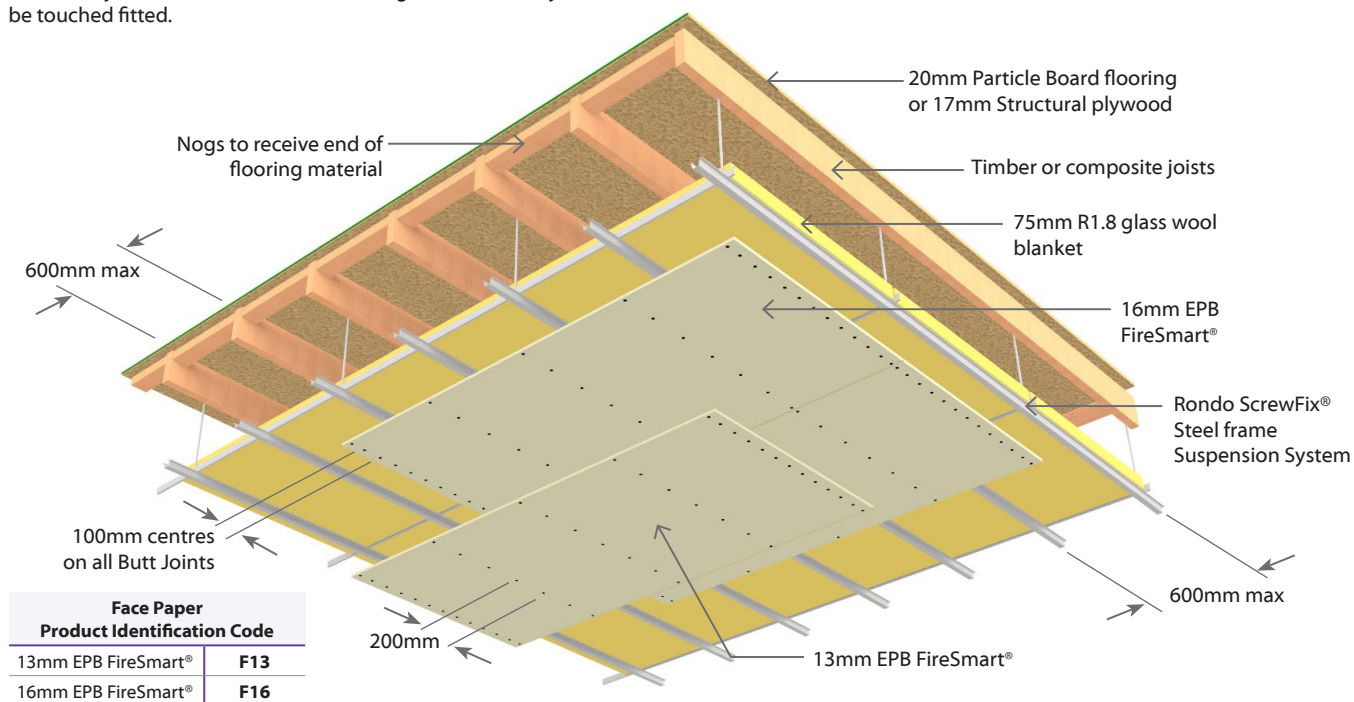 be touched fitted.
20mm Particle Board flooring
or 17mm Structural plywood
Nogs to receive end of
flooring material
Timber or composite joists
75mm R1.8 glass wool
blanket
600mm max
16mm EPB
FireSmart®
Rondo ScrewFix®
Steel frame
Suspension System
100mm centres
on all Butt Joints
600mm max
200mm
13mm EPB FireSmart®
Face Paper
Product Identification Code
13mm EPB FireSmart® F13
16mm EPB FireSmart® F16